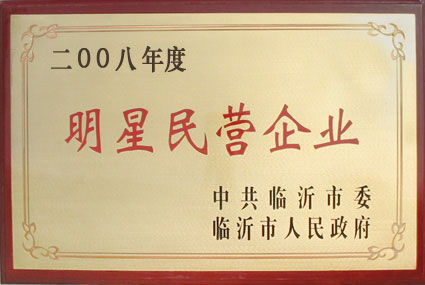 二00八年度
明星民营企业
中共临沂市委
临沂市人民政府